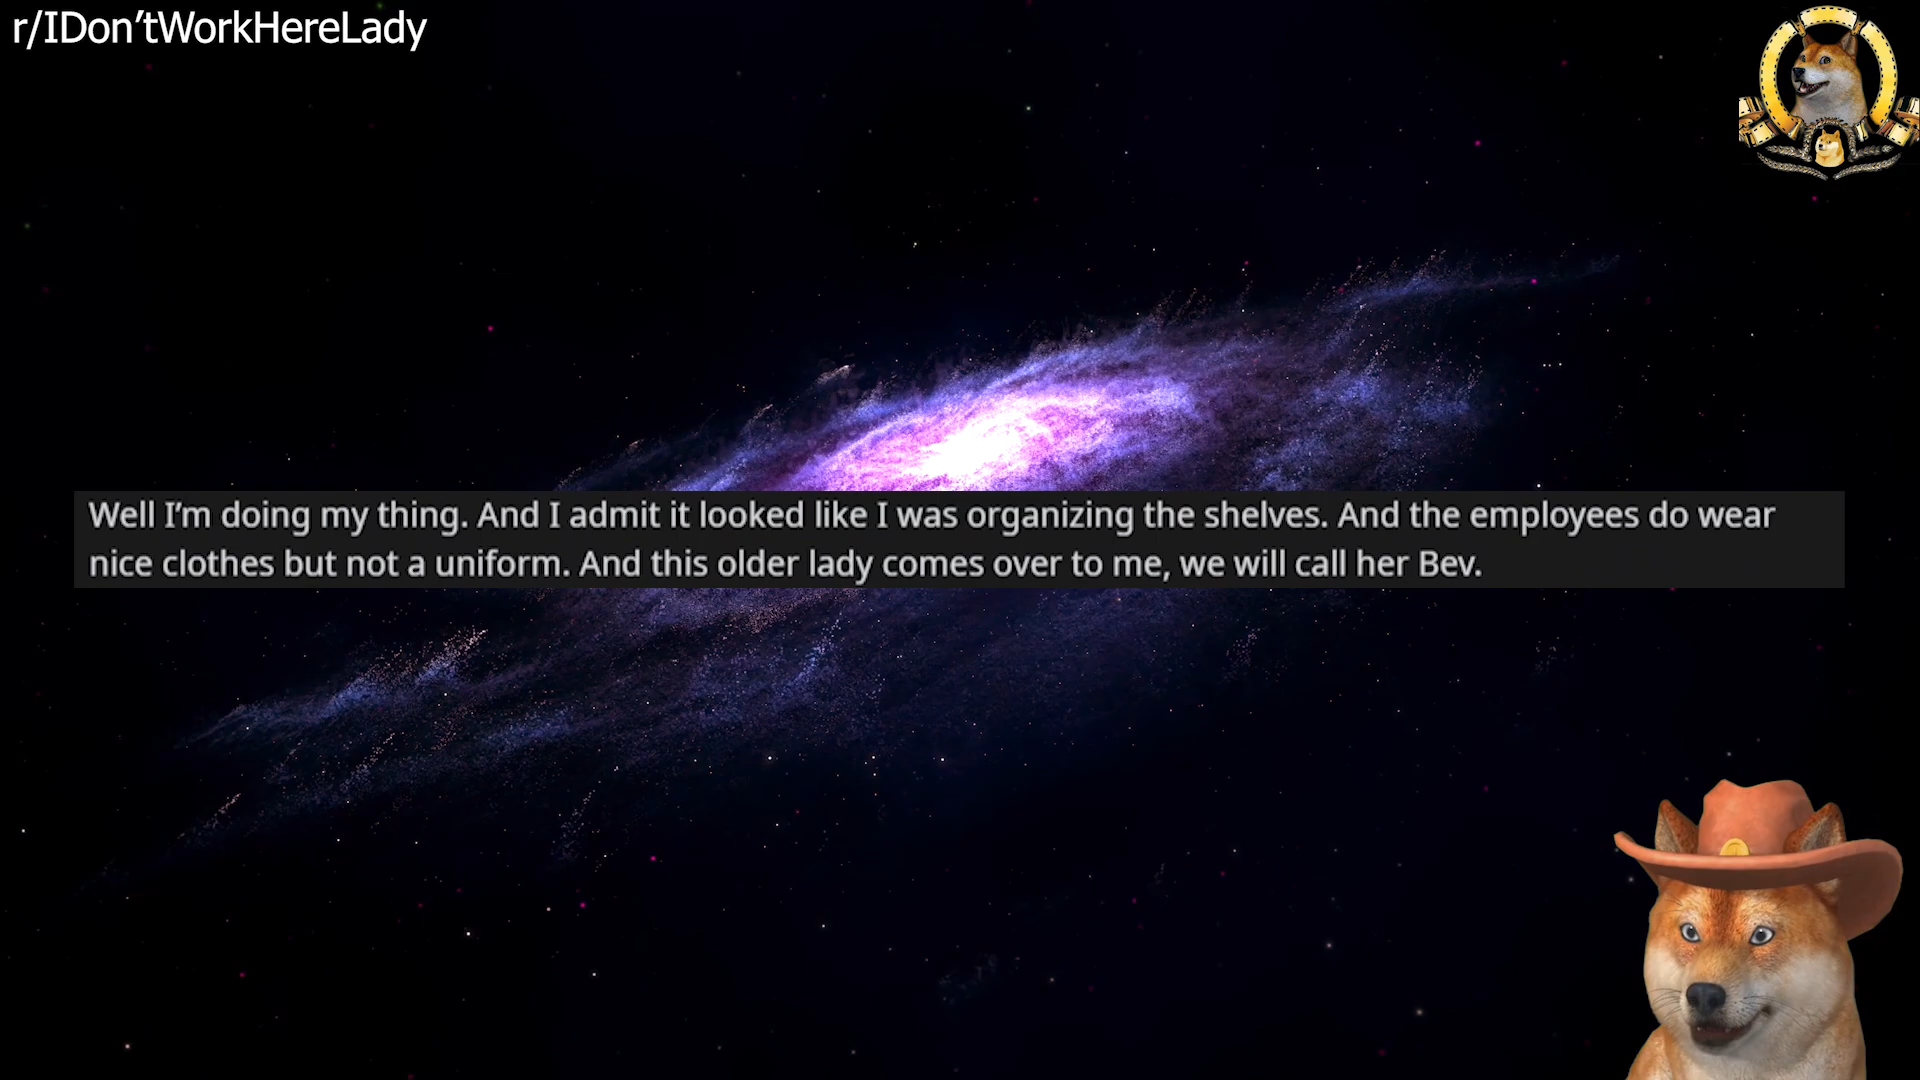 r/IDon’tWorkHereLady
Well I’m doing my thing. And I admit it looked like I was organizing the shelves. And the employees do wear
nice clothes but not a uniform. And this older lady comes over to me, we will call her Bev.